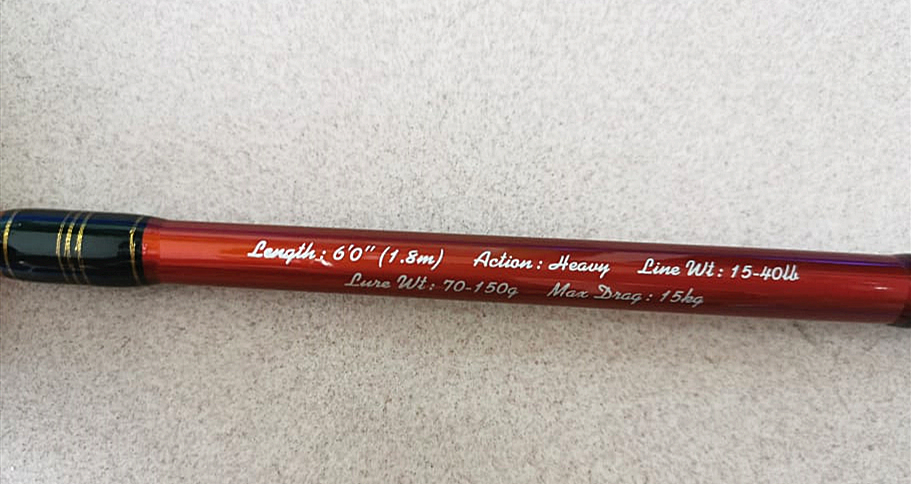 Length: 6'0" (1.8m) Action: Heavy Line Wt: 15-40lb
Lure Wt: 70-150g Max Drag: 15kg